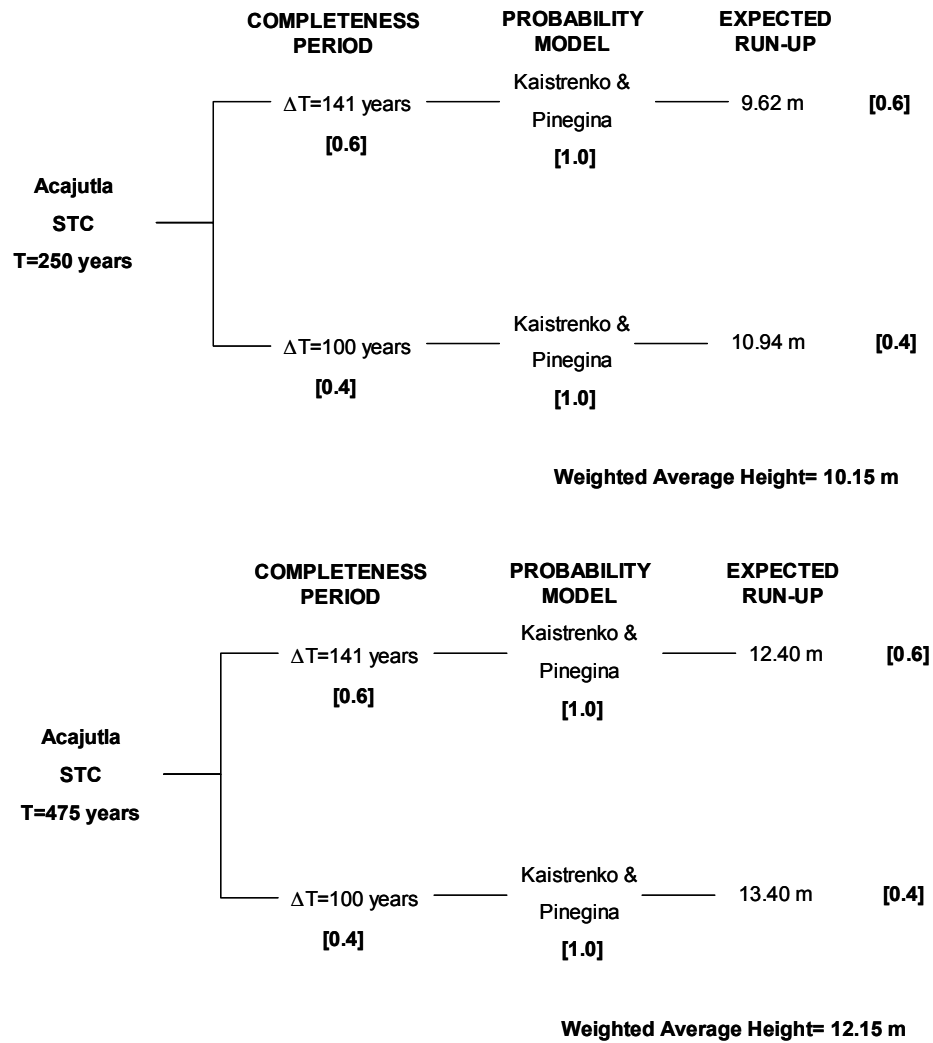 COMPLETENESS PERIOD
PROBABILITY MODEL
EXPECTED RUN-UP
Acajutla
STC
T=250 years
ΔT=141 years
[0.6]
Kaistrenko &
Pinegina
[1.0]
9.62 m
[0.6]
ΔT=100 years
[0.4]
Kaistrenko &
Pinegina
[1.0]
10.94 m
[0.4]
Weighted Average Height= 10.15 m
COMPLETENESS PERIOD
PROBABILITY MODEL
EXPECTED RUN-UP
Acajutla
STC
T=475 years
ΔT=141 years
[0.6]
Kaistrenko &
Pinegina
[1.0]
12.40 m
[0.6]
ΔT=100 years
[0.4]
Kaistrenko &
Pinegina
[1.0]
13.40 m
[0.4]
Weighted Average Height= 12.15 m